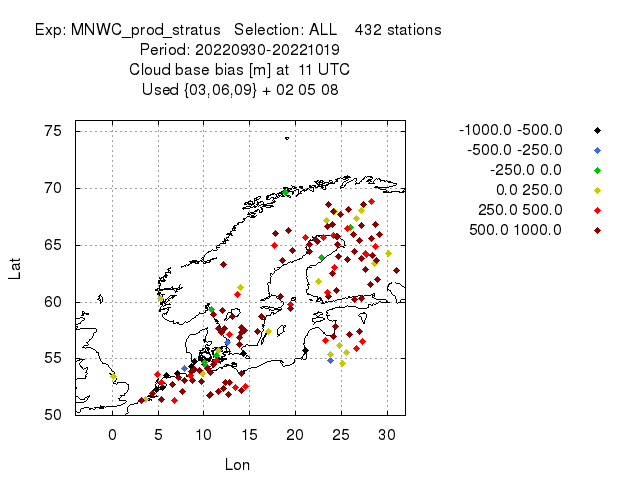 Exp: MNWC_prod_stratus Selection: ALL 432 stations
Period: 20220930-20221019
Cloud base bias [m] at 11 UTC
Used {03,06,09} + 02 05 08
-1000.0 -500.0
-500.0 -250.0
-250.0 0.0
0.0 250.0
250.0 500.0
500.0 1000.0
75
70
65
60
55
50
Lat
0 5 10 15 20 25 30
Lon